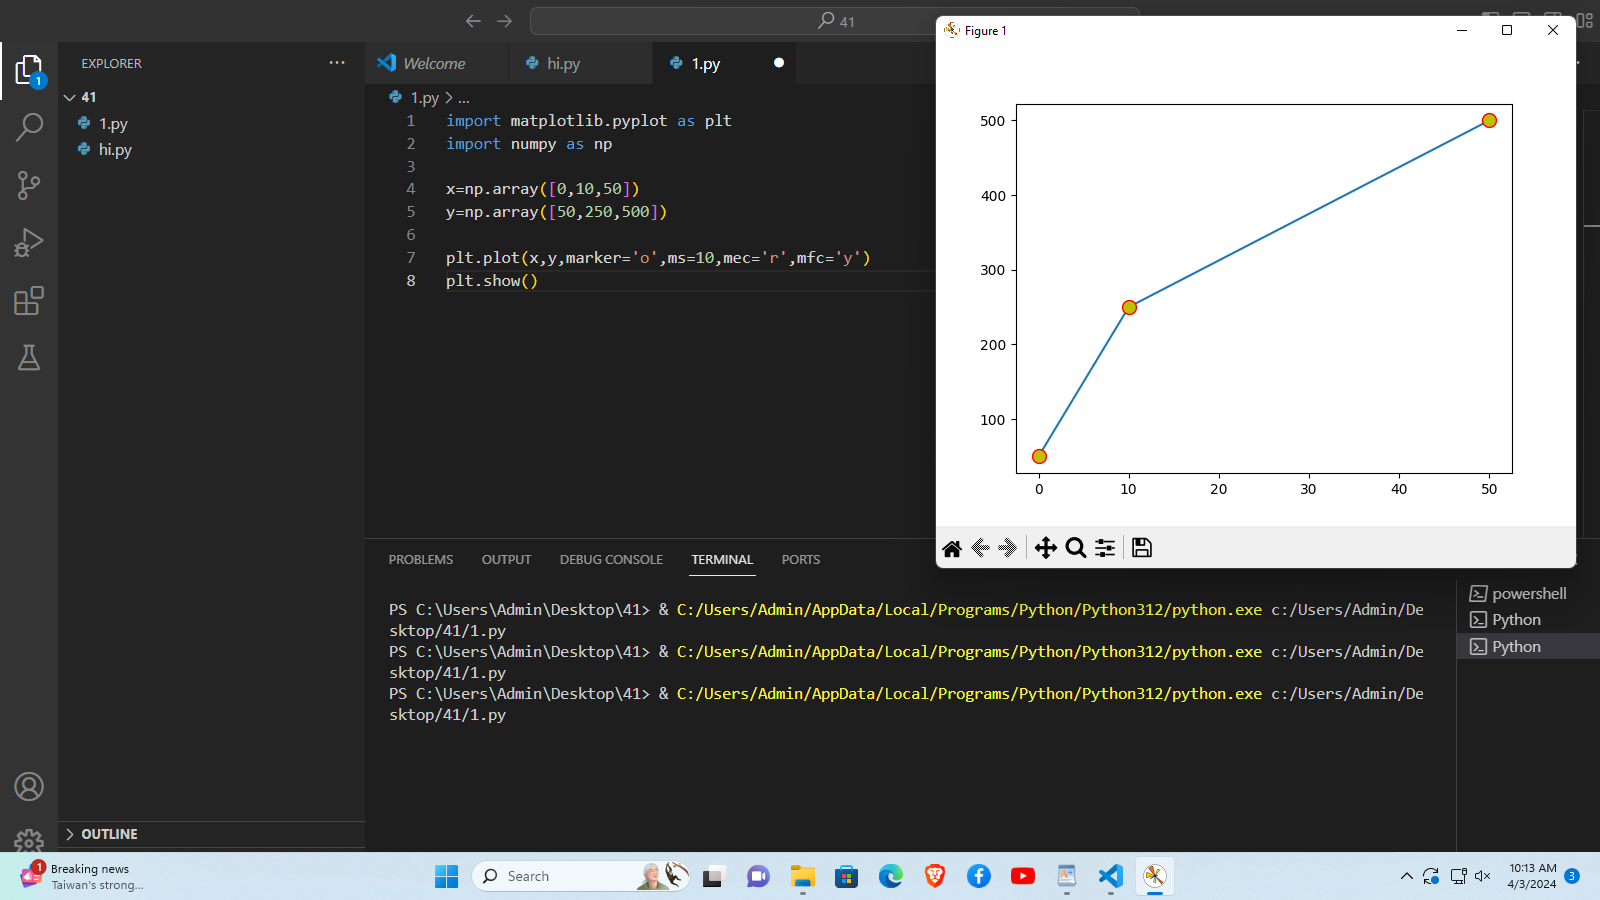 41
EXPLORER
Welcome
hi.py
1.py
41
1.py
hi.py
1.py > ...
1 import matplotlib.pyplot as plt
2 import numpy as np
3
4 x=np.array([0,10,50])
5 y=np.array([50,250,500])
6
7 plt.plot(x,y,marker='o',ms=10,mec='r',mfc='y')
8 plt.show()
Figure 1
500
400
300
200
100
0 10 20 30 40 50
PROBLEMS OUTPUT DEBUG CONSOLE TERMINAL PORTS
PS C:\Users\Admin\Desktop\41> & C:/Users/Admin/AppData/Local/Programs/Python/Python312/python.exe c:/Users/Admin/De
sktop/41/1.py
PS C:\Users\Admin\Desktop\41> & C:/Users/Admin/AppData/Local/Programs/Python/Python312/python.exe c:/Users/Admin/De
sktop/41/1.py
PS C:\Users\Admin\Desktop\41> & C:/Users/Admin/AppData/Local/Programs/Python/Python312/python.exe c:/Users/Admin/De
sktop/41/1.py
powershell
Python
Python
1
OUTLINE
1
Breaking news
Taiwan's strong...
Search
10:13 AM
4/3/2024
3